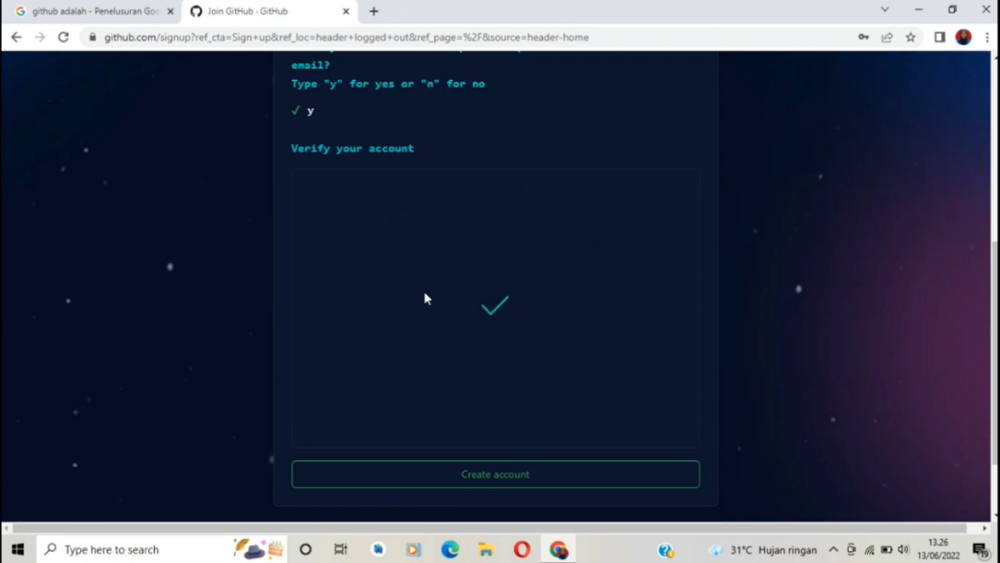 github adalah - Penelusuran Goo
Join GitHub · GitHub
github.com/signup?ref_cta=Sign+up&ref_loc=header+logged+out&ref_page=%2F&source=header-home
email?
Type "y" for yes or "n" for no
✓ y
Verify your account
Create account
Type here to search
31°C Hujan ringan
13.26
13/06/2022
19